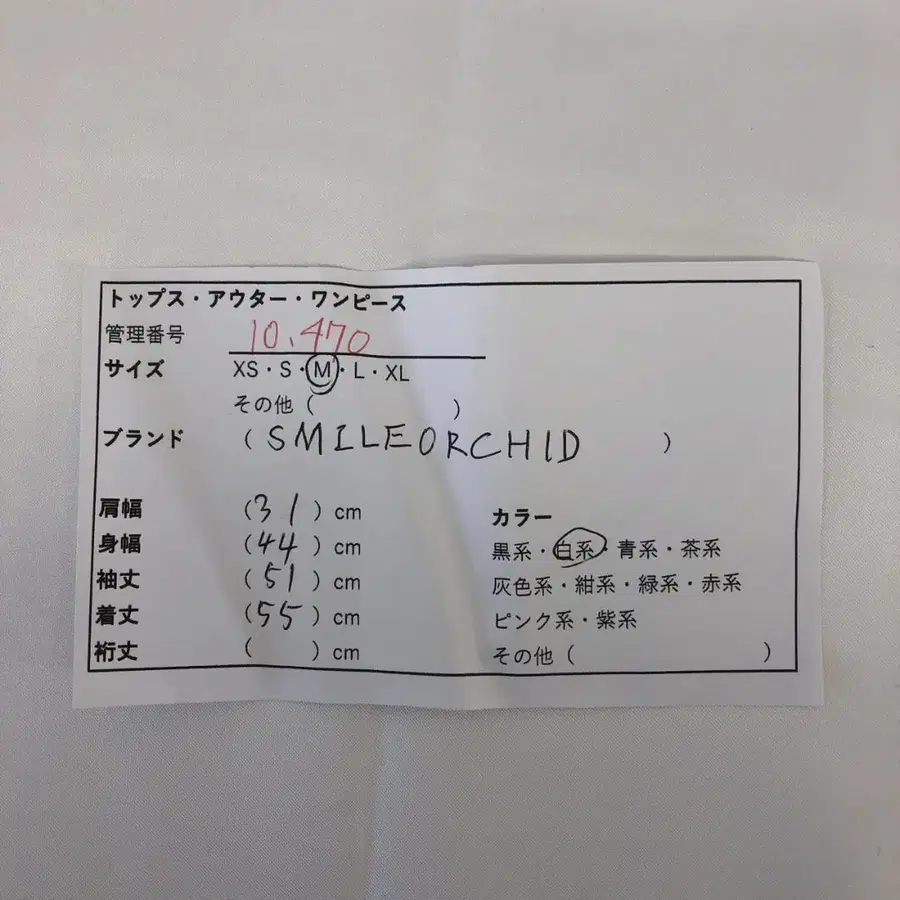 トップス・アウター・ワンピース
管理番号 10.470
サイズ XS・S・M・L・XL
その他（ ）
ブランド （SMILEORCHID ）
肩幅 （31）cm
身幅 （44）cm
袖丈 （51）cm
着丈 （55）cm
裄丈 （ ）cm
カラー
黒系・白系・青系・茶系
灰色系・紺系・緑系・赤系
ピンク系・紫系
その他（ ）